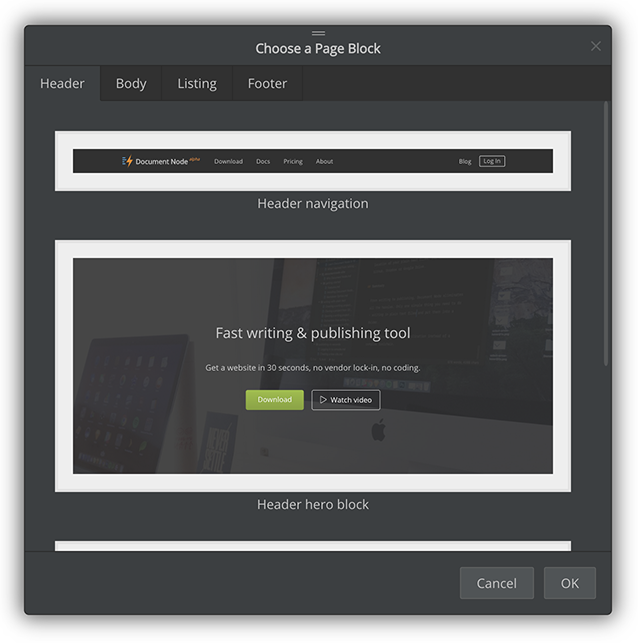 Choose a Page Block
Header Body Listing Footer
Document Node alpha Download Docs Pricing About Blog Log In
Header navigation
Fast writing & publishing tool
Get a website in 30 seconds, no vendor lock-in, no coding.
Download Watch video
Header hero block
Cancel OK